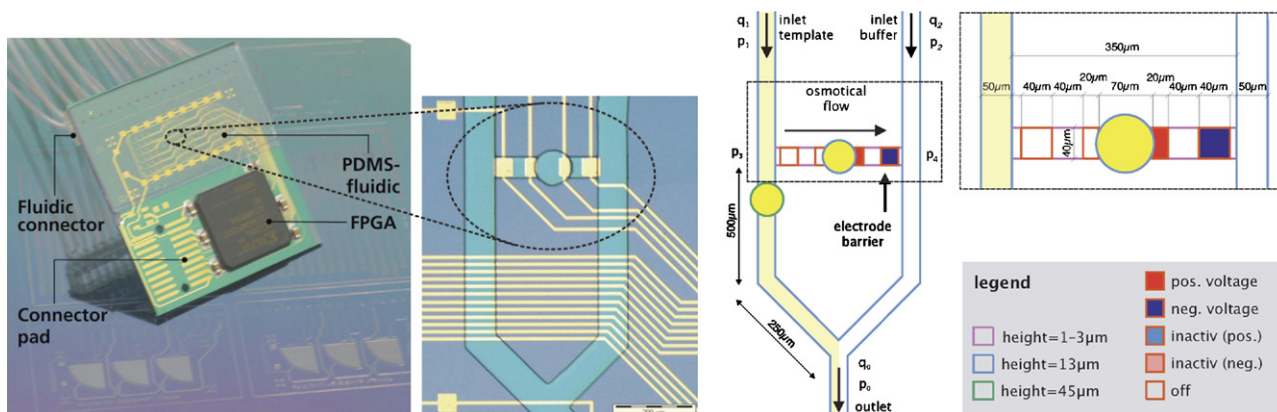 PDMS-
fluidic
FPGA
Fluidic
connector
Connector
pad
q₁
inlet
template
p₁
inlet
buffer
q₂
p₂
osmotical
flow
p₃
p₄
500µm
electrode
barrier
250µm
q₀
p₀
outlet
350µm
50µm
40µm
40µm
20µm
70µm
20µm
40µm
40µm
50µm
40µm
legend
height=1-3µm
height=13µm
height=45µm
pos. voltage
neg. voltage
inactiv (pos.)
inactiv (neg.)
off